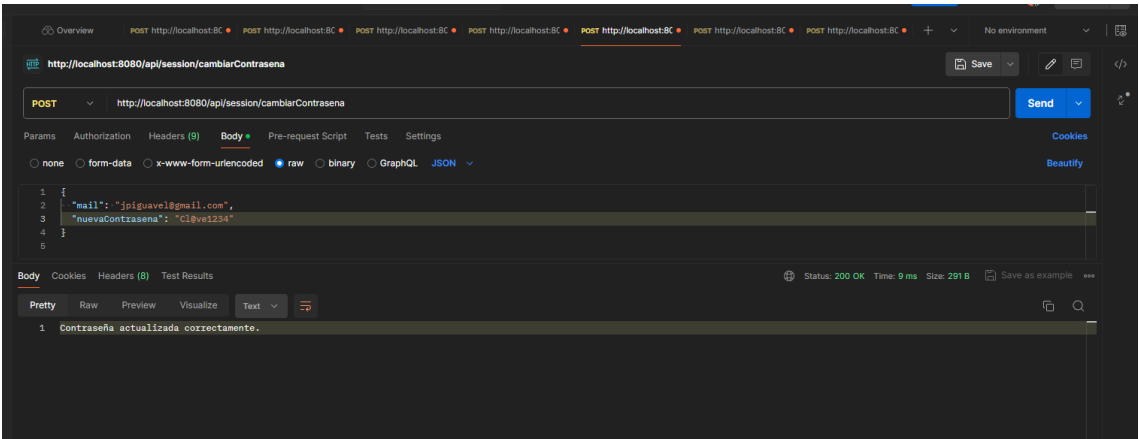 Overview POST http://localhost:8C POST http://localhost:8C POST http://localhost:8C POST http://localhost:8C POST http://localhost:8C POST http://localhost:8C POST http://localhost:8C + No environment
HTTP http://localhost:8080/api/session/cambiarContrasena Save </>
POST http://localhost:8080/api/session/cambiarContrasena Send
Params Authorization Headers (9) Body Pre-request Script Tests Settings Cookies
none form-data x-www-form-urlencoded raw binary GraphQL JSON Beautify
1 {
2 "mail": "jpiguavel@gmail.com",
3 "nuevaContrasena": "Cl@ve1234"
4 }
5
Body Cookies Headers (8) Test Results Status: 200 OK Time: 9 ms Size: 291 B Save as example
Pretty Raw Preview Visualize Text
1 Contraseña actualizada correctamente.